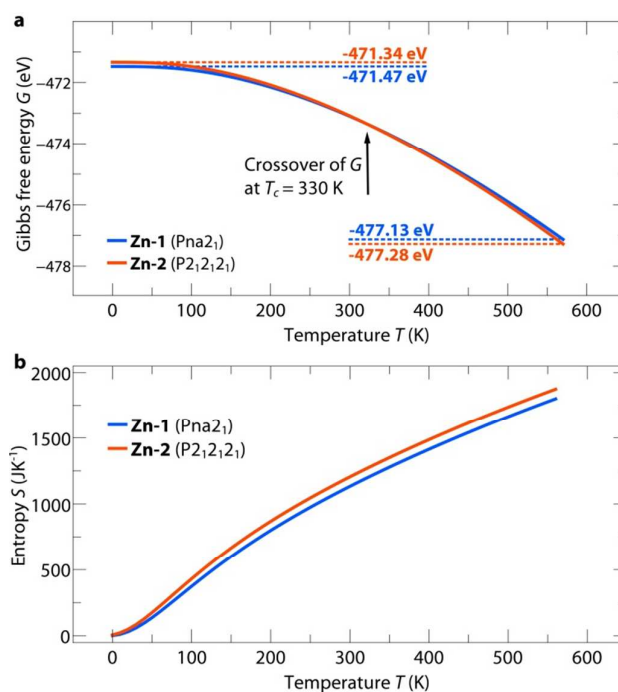 a
Gibbs free energy G (eV)
−472
−474
−476
−478
-471.34 eV
-471.47 eV
Crossover of G
at Tc = 330 K
-477.13 eV
-477.28 eV
Zn-1 (Pna2₁)
Zn-2 (P2₁2₁2₁)
0 100 200 300 400 500 600
Temperature T (K)
b
Entropy S (JK⁻¹)
2000
1500
1000
500
0
Zn-1 (Pna2₁)
Zn-2 (P2₁2₁2₁)
0 100 200 300 400 500 600
Temperature T (K)